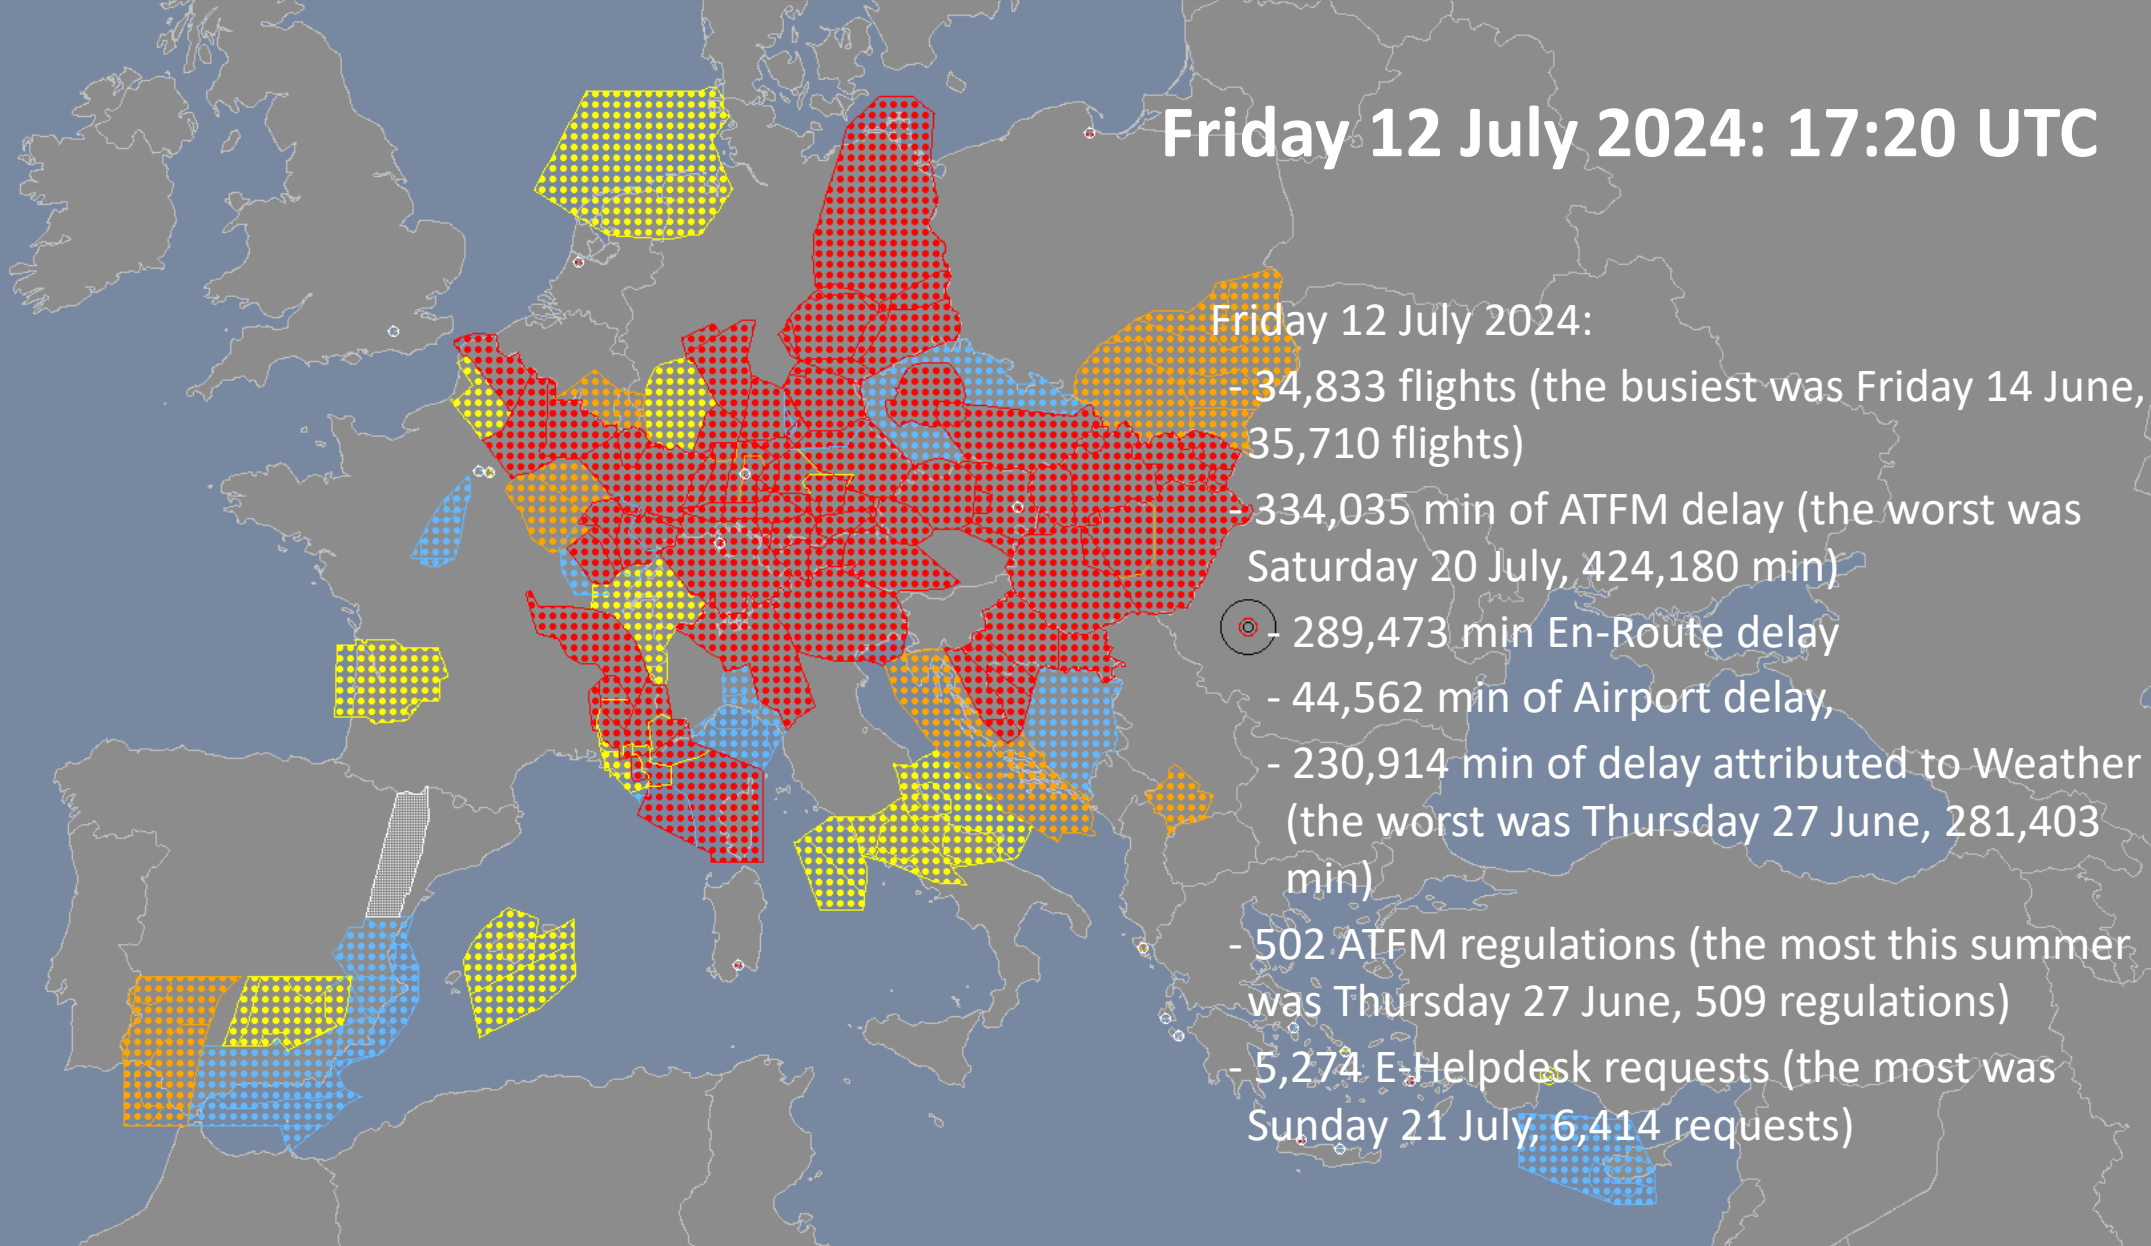 Friday 12 July 2024: 17:20 UTC
Friday 12 July 2024:
- 34,833 flights (the busiest was Friday 14 June,
35,710 flights)
- 334,035 min of ATFM delay (the worst was
Saturday 20 July, 424,180 min)
- 289,473 min En-Route delay
- 44,562 min of Airport delay,
- 230,914 min of delay attributed to Weather
(the worst was Thursday 27 June, 281,403
min)
- 502 ATFM regulations (the most this summer
was Thursday 27 June, 509 regulations)
- 5,274 E-Helpdesk requests (the most was
Sunday 21 July, 6,414 requests)